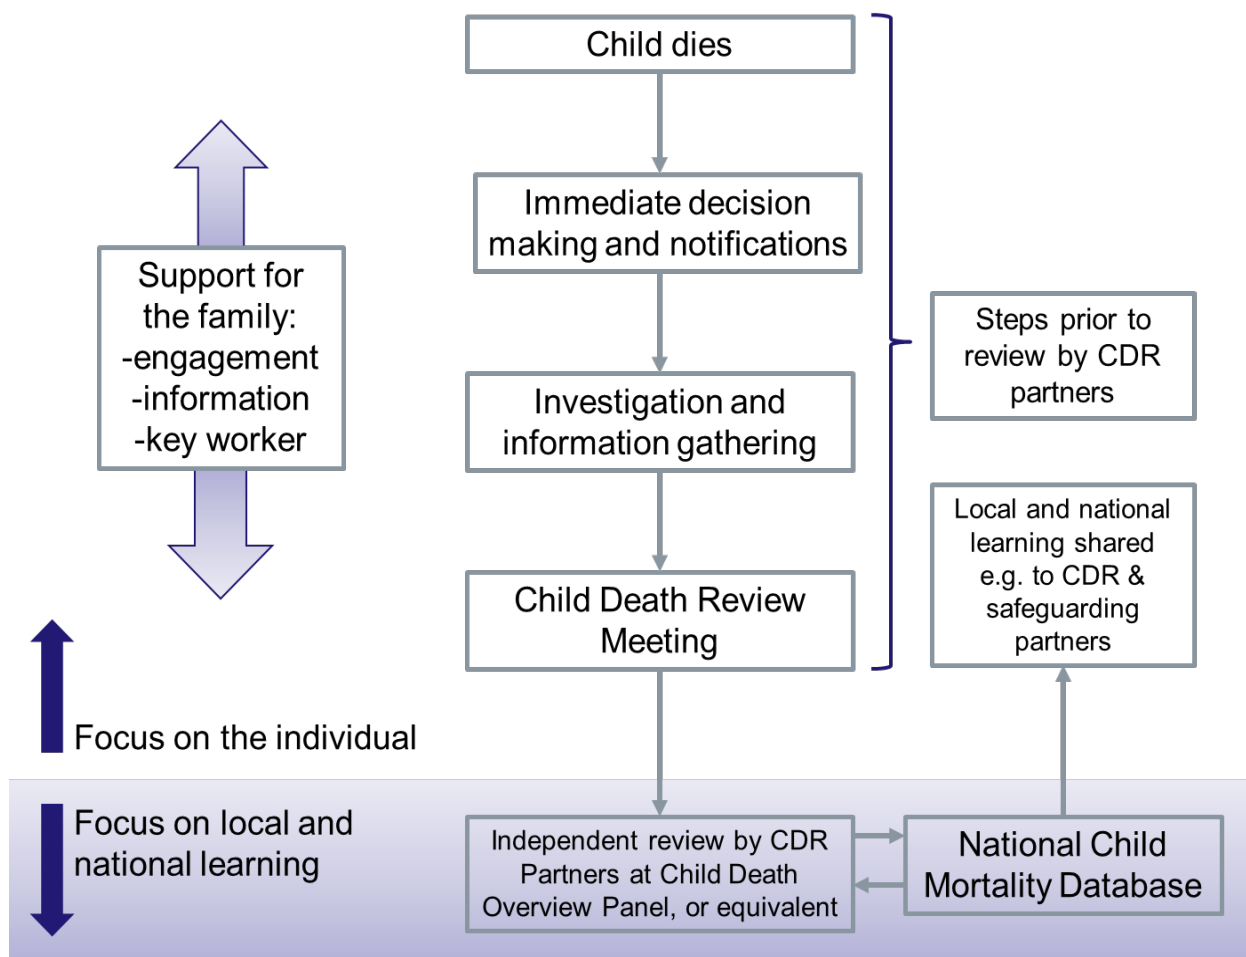 Child dies
Immediate decision
making and notifications
Support for
the family:
-engagement
-information
-key worker
Steps prior to
review by CDR
partners
Investigation and
information gathering
Local and national
learning shared
e.g. to CDR &
safeguarding
partners
Child Death Review
Meeting
Focus on the individual
Focus on local and
national learning
Independent review by CDR
Partners at Child Death
Overview Panel, or equivalent
National Child
Mortality Database